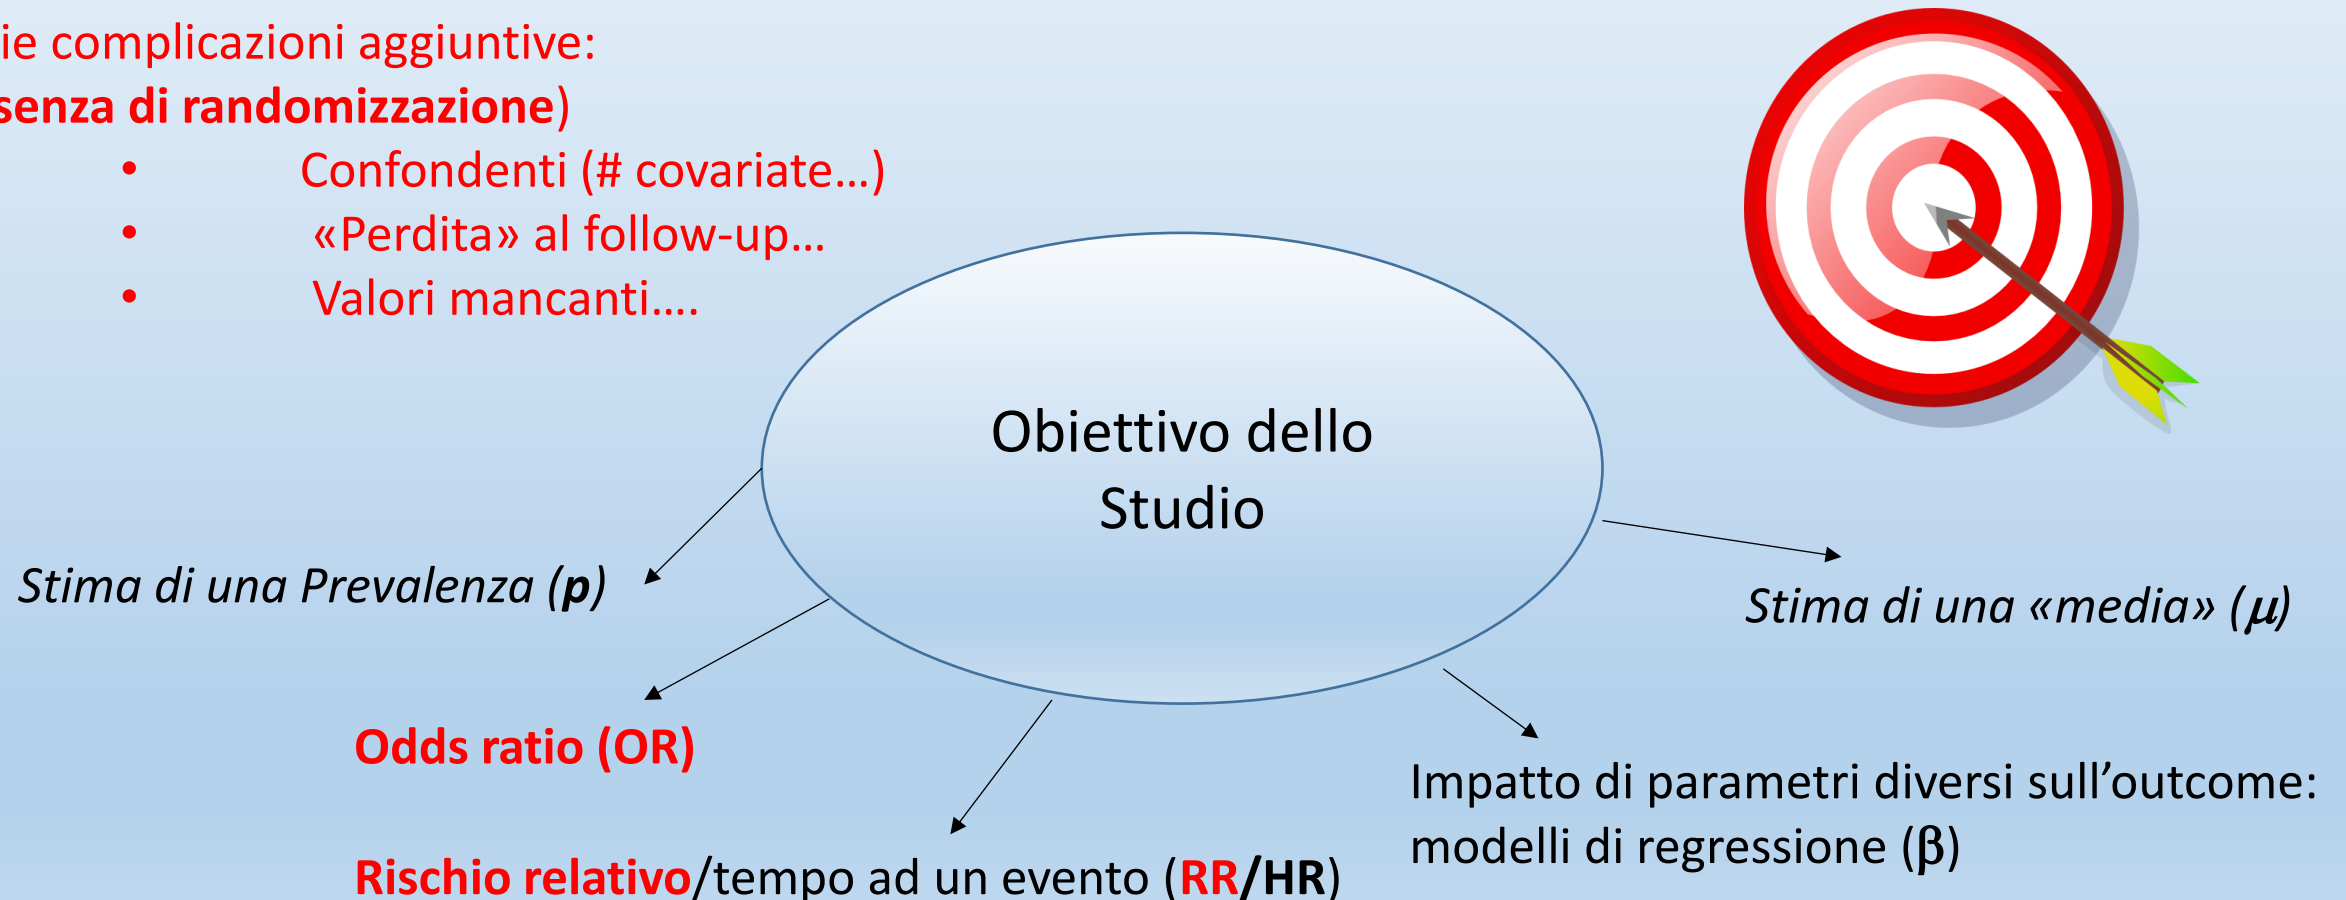 ie complicazioni aggiuntive:
senza di randomizzazione)
• Confondenti (# covariate...)
• «Perdita» al follow-up...
• Valori mancanti....
Obiettivo dello
Studio
Stima di una Prevalenza (p)
Stima di una «media» (μ)
Odds ratio (OR)
Impatto di parametri diversi sull’outcome:
modelli di regressione (β)
Rischio relativo/tempo ad un evento (RR/HR)